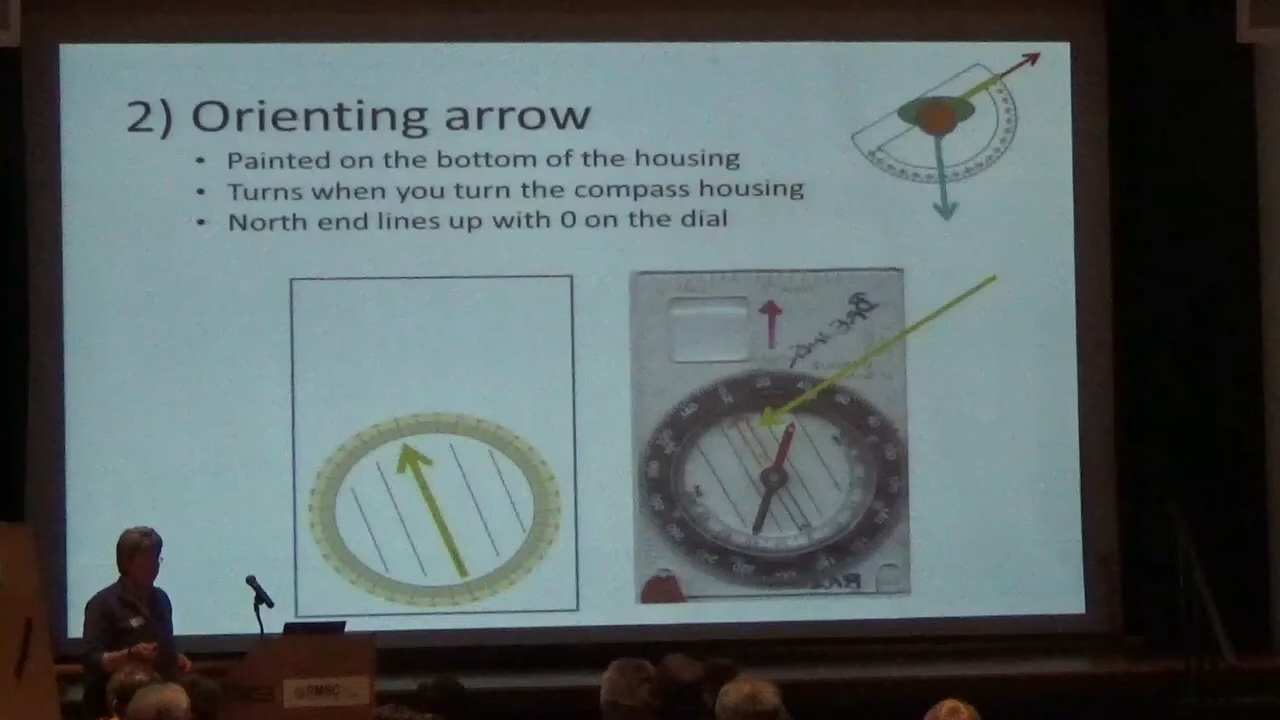 2) Orienting arrow
• Painted on the bottom of the housing
• Turns when you turn the compass housing
• North end lines up with 0 on the dial
RMSC